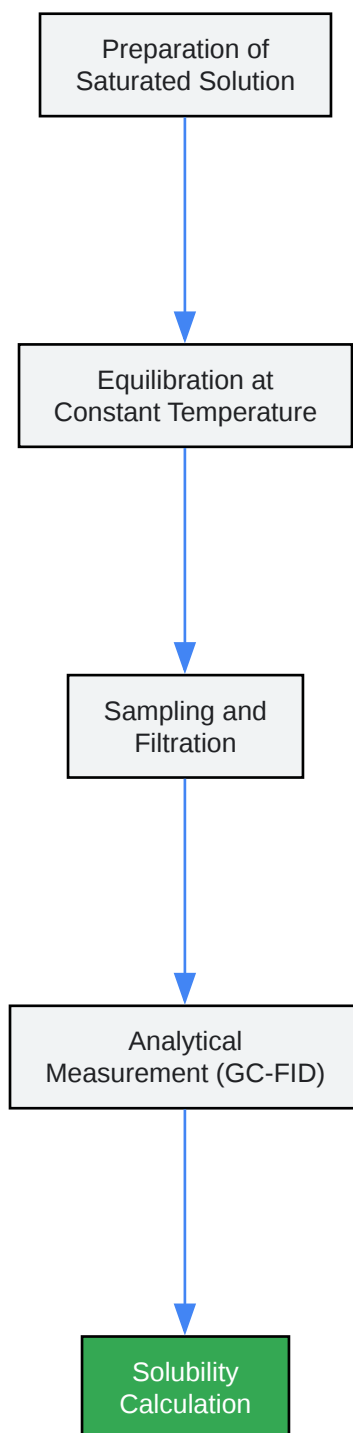 Preparation of
Saturated Solution
Equilibration at
Constant Temperature
Sampling and
Filtration
Analytical
Measurement (GC-FID)
Solubility
Calculation